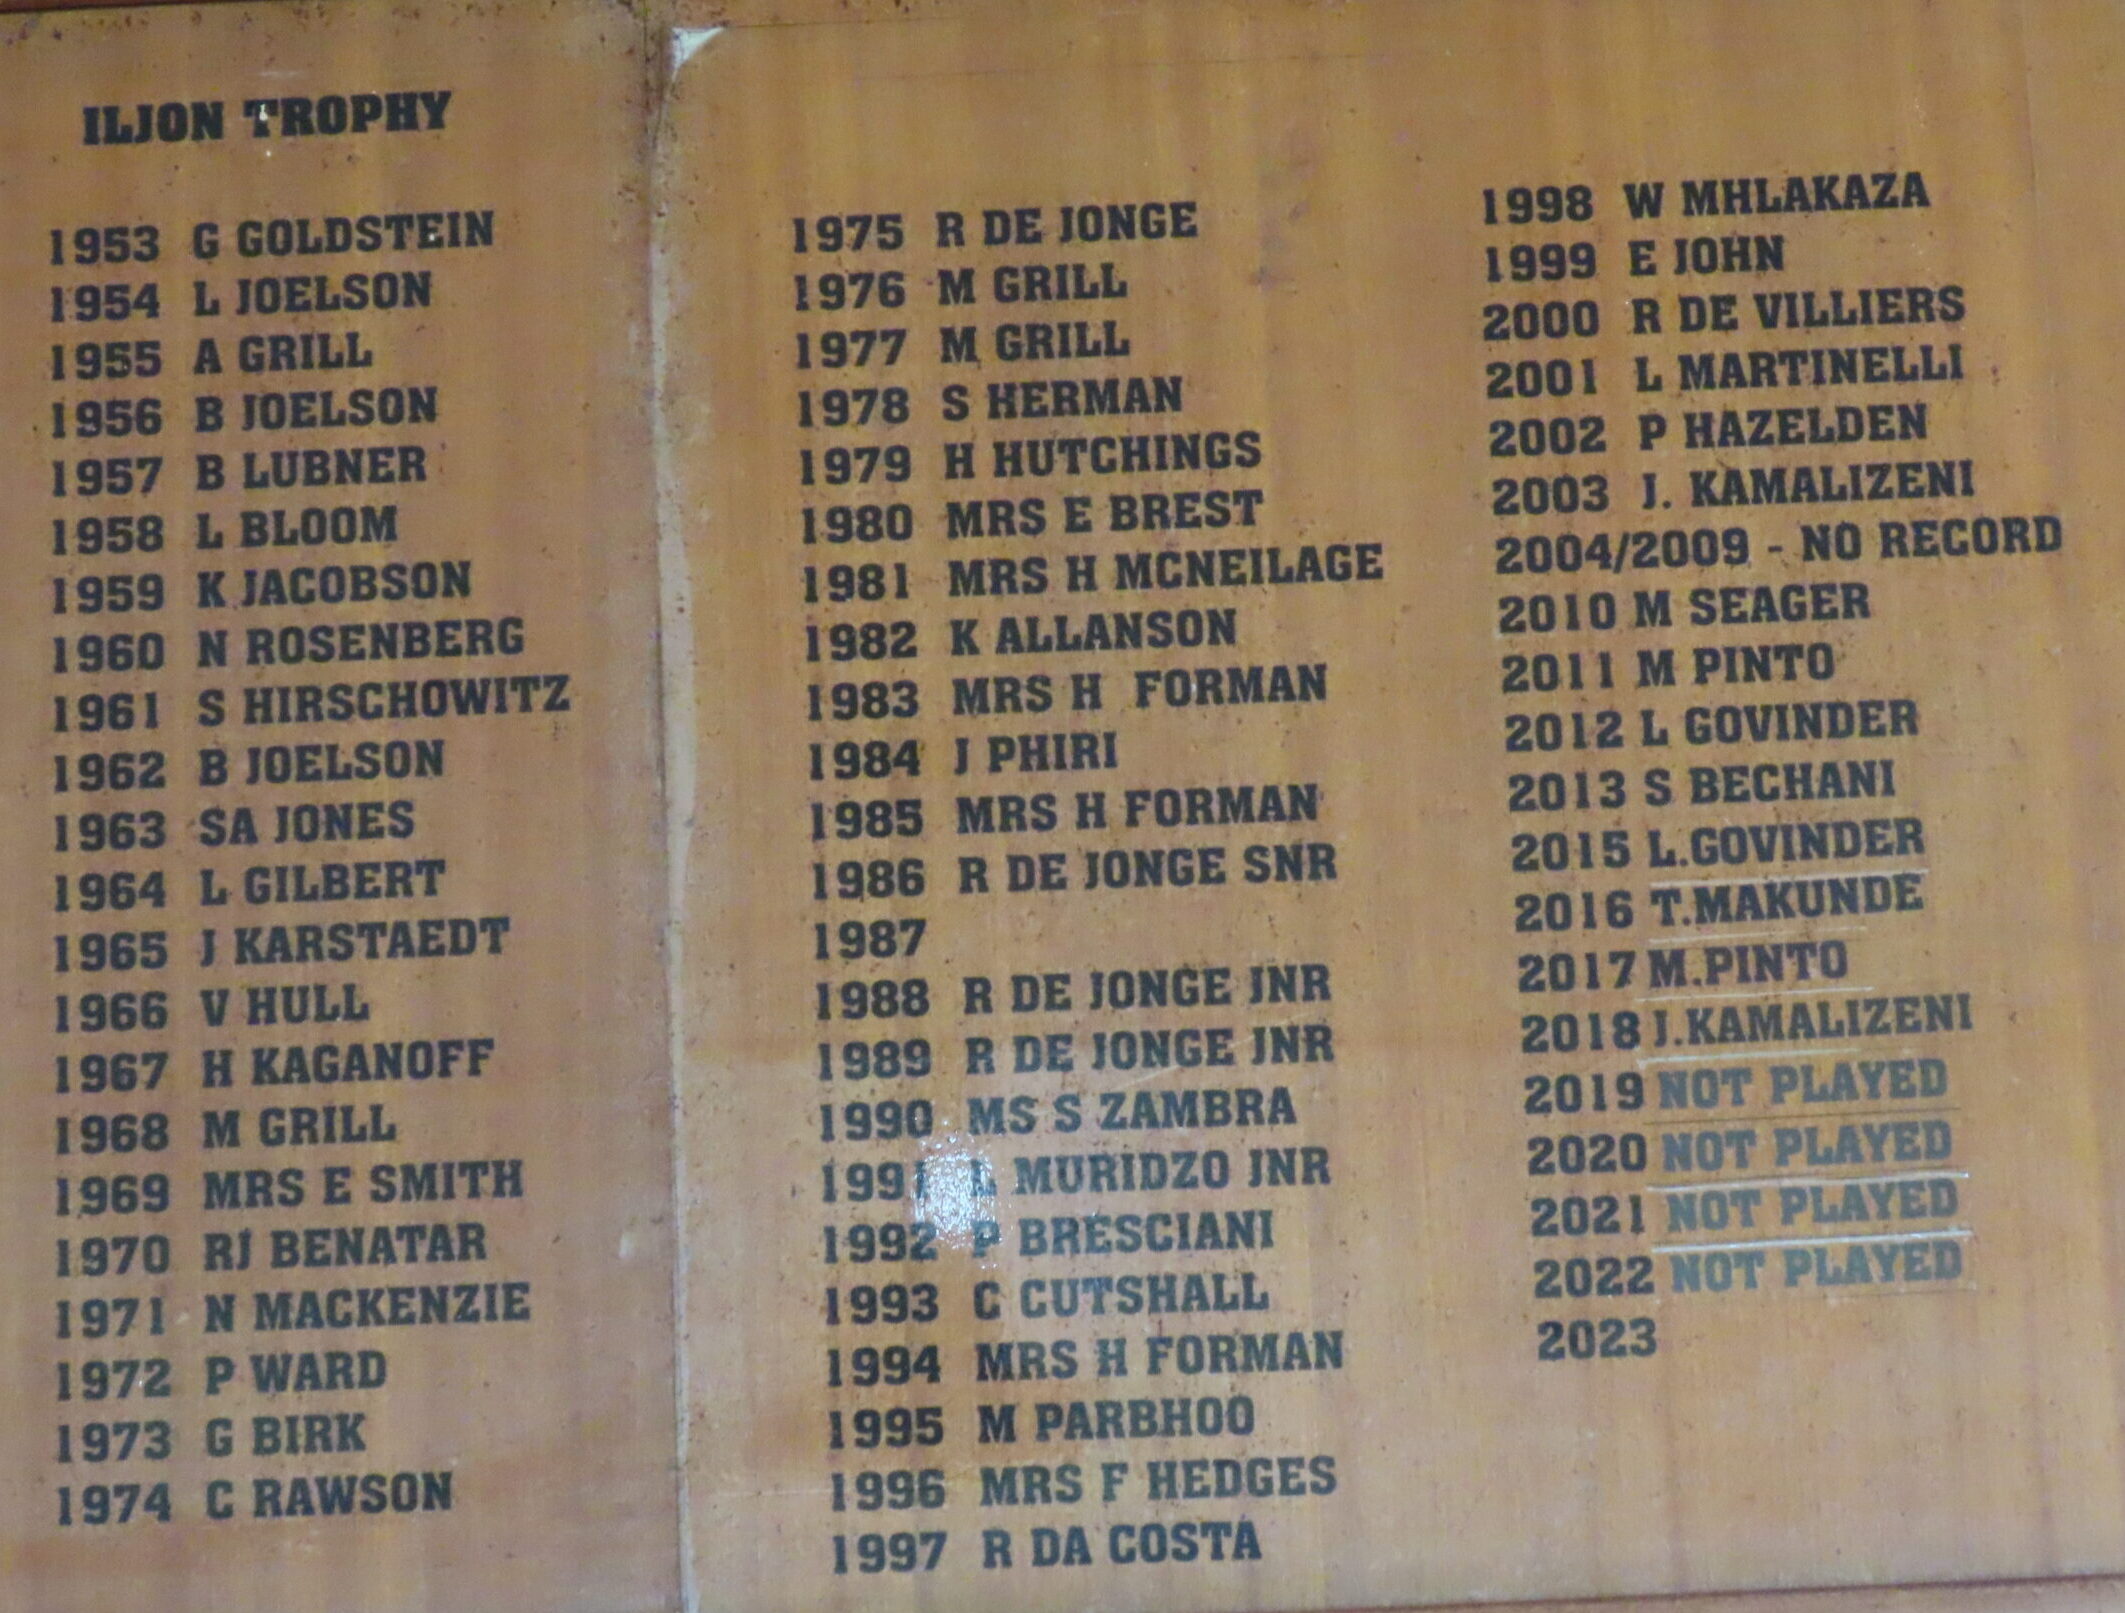 ILJON TROPHY
1953 G GOLDSTEIN
1954 L JOELSON
1955 A GRILL
1956 B JOELSON
1957 B LUBNER
1958 L BLOOM
1959 K JACOBSON
1960 N ROSENBERG
1961 S HIRSCHOWITZ
1962 B JOELSON
1963 SA JONES
1964 L GILBERT
1965 J KARSTAEDT
1966 V HULL
1967 H KAGANOFF
1968 M GRILL
1969 MRS E SMITH
1970 RJ BENATAR
1971 N MACKENZIE
1972 P WARD
1973 G BIRK
1974 C RAWSON
1975 R DE JONGE
1976 M GRILL
1977 M GRILL
1978 S HERMAN
1979 H HUTCHINGS
1980 MRS E BREST
1981 MRS H MCNEILAGE
1982 K ALLANSON
1983 MRS H FORMAN
1984 J PHIRI
1985 MRS H FORMAN
1986 R DE JONGE SNR
1987
1988 R DE JONGE JNR
1989 R DE JONGE JNR
1990 MS S ZAMBRA
1991 L MURIDZO JNR
1992 P BRESCIANI
1993 C CUTSHALL
1994 MRS H FORMAN
1995 M PARBHOO
1996 MRS F HEDGES
1997 R DA COSTA
1998 W MHLAKAZA
1999 E JOHN
2000 R DE VILLIERS
2001 L MARTINELLI
2002 P HAZELDEN
2003 J. KAMALIZENI
2004/2009 - NO RECORD
2010 M SEAGER
2011 M PINTO
2012 L GOVINDER
2013 S BECHANI
2015 L.GOVINDER
2016 T.MAKUNDE
2017 M.PINTO
2018 J.KAMALIZENI
2019 NOT PLAYED
2020 NOT PLAYED
2021 NOT PLAYED
2022 NOT PLAYED
2023